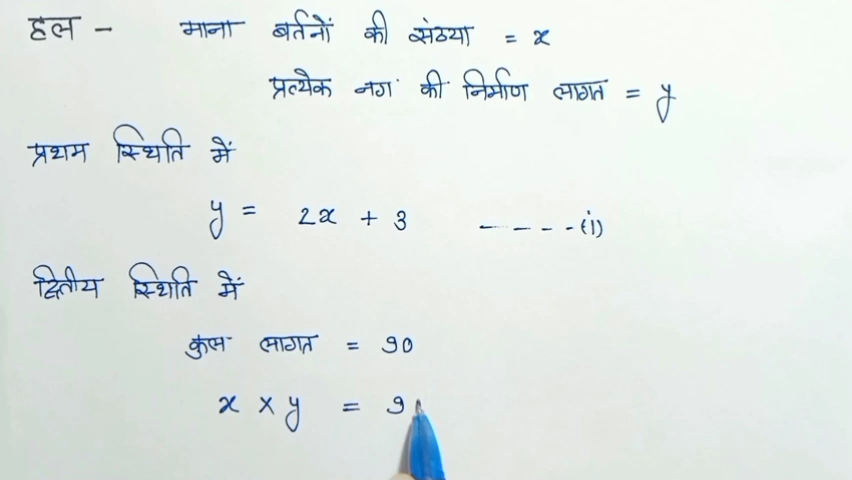 हल - माना बर्तनों की संख्या = x
प्रत्येक नग की निर्माण लागत = y
प्रथम स्थिति में
y = 2x + 3 ----(i)
द्वितीय स्थिति में
कुल लागत = 90
x × y = 9